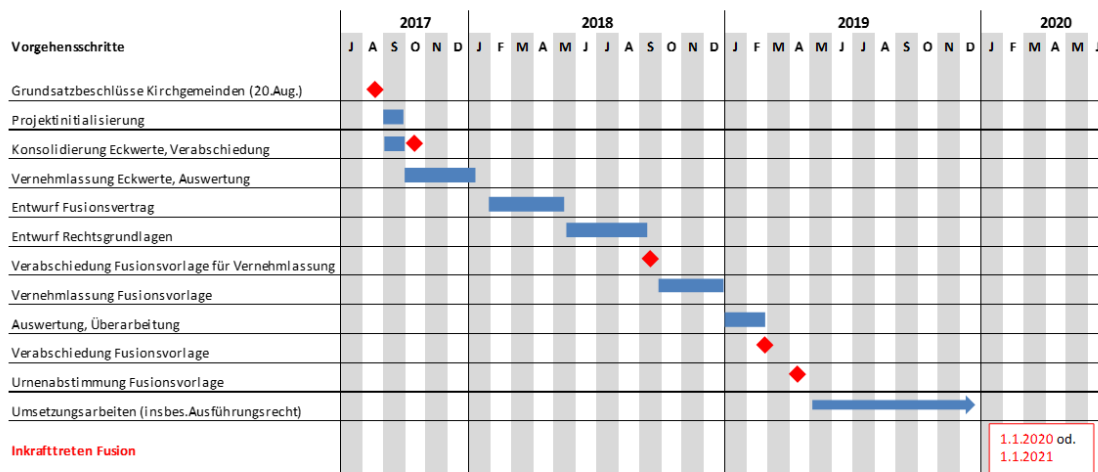 2017 2018 2019 2020
Vorgehensschritte J A S O N D J F M A M J J A S O N D J F M A M J J A S O N D J F M A M J
Grundsatzbeschlüsse Kirchgemeinden (20.Aug.)
Projektinitialisierung
Konsolidierung Eckwerte, Verabschiedung
Vernehmlassung Eckwerte, Auswertung
Entwurf Fusionsvertrag
Entwurf Rechtsgrundlagen
Verabschiedung Fusionsvorlage für Vernehmlassung
Vernehmlassung Fusionsvorlage
Auswertung, Überarbeitung
Verabschiedung Fusionsvorlage
Urnenabstimmung Fusionsvorlage
Umsetzungsarbeiten (insbes.Ausführungsrecht)
Inkrafttreten Fusion
1.1.2020 od.
1.1.2021